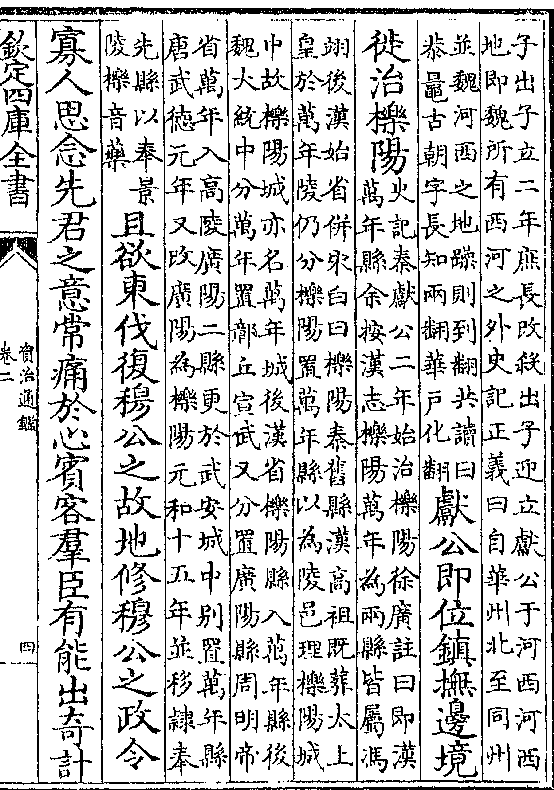 子出子立二年庶長改殺出子迎立獻公于河西河西
地即魏所有西河之外史記正義曰自華州北至同州
並魏河西之地躁則到翻共讀曰
恭鼂古朝字長知兩翻華戶化翻
獻公即位鎮撫邊境
徙治櫟陽
史記秦獻公二年始治櫟陽徐廣註曰即漢
萬年縣余按漢志櫟陽萬年為兩縣皆屬馮
翊後漢始省併宋白曰櫟陽秦舊縣漢高祖既葬太上
皇於萬年陵仍分櫟陽置萬年縣以為陵邑理櫟陽城
中故櫟陽城亦名萬年城後漢省櫟陽縣入萬年縣後
魏大統中分萬年置鄣丘宣武又分置廣陽縣周明帝
省萬年入高陵廣陽二縣更於武安城中別置萬年縣
唐武德元年又改廣陽為櫟陽元和十五年並移隸奉
先縣以奉景
陵櫟音藥
且欲東伐復穆公之故地修穆公之政令
寡人思念先君之意常痛於心賓客羣臣有能出奇計
欽定四庫全書
資治通鑑
卷二
四